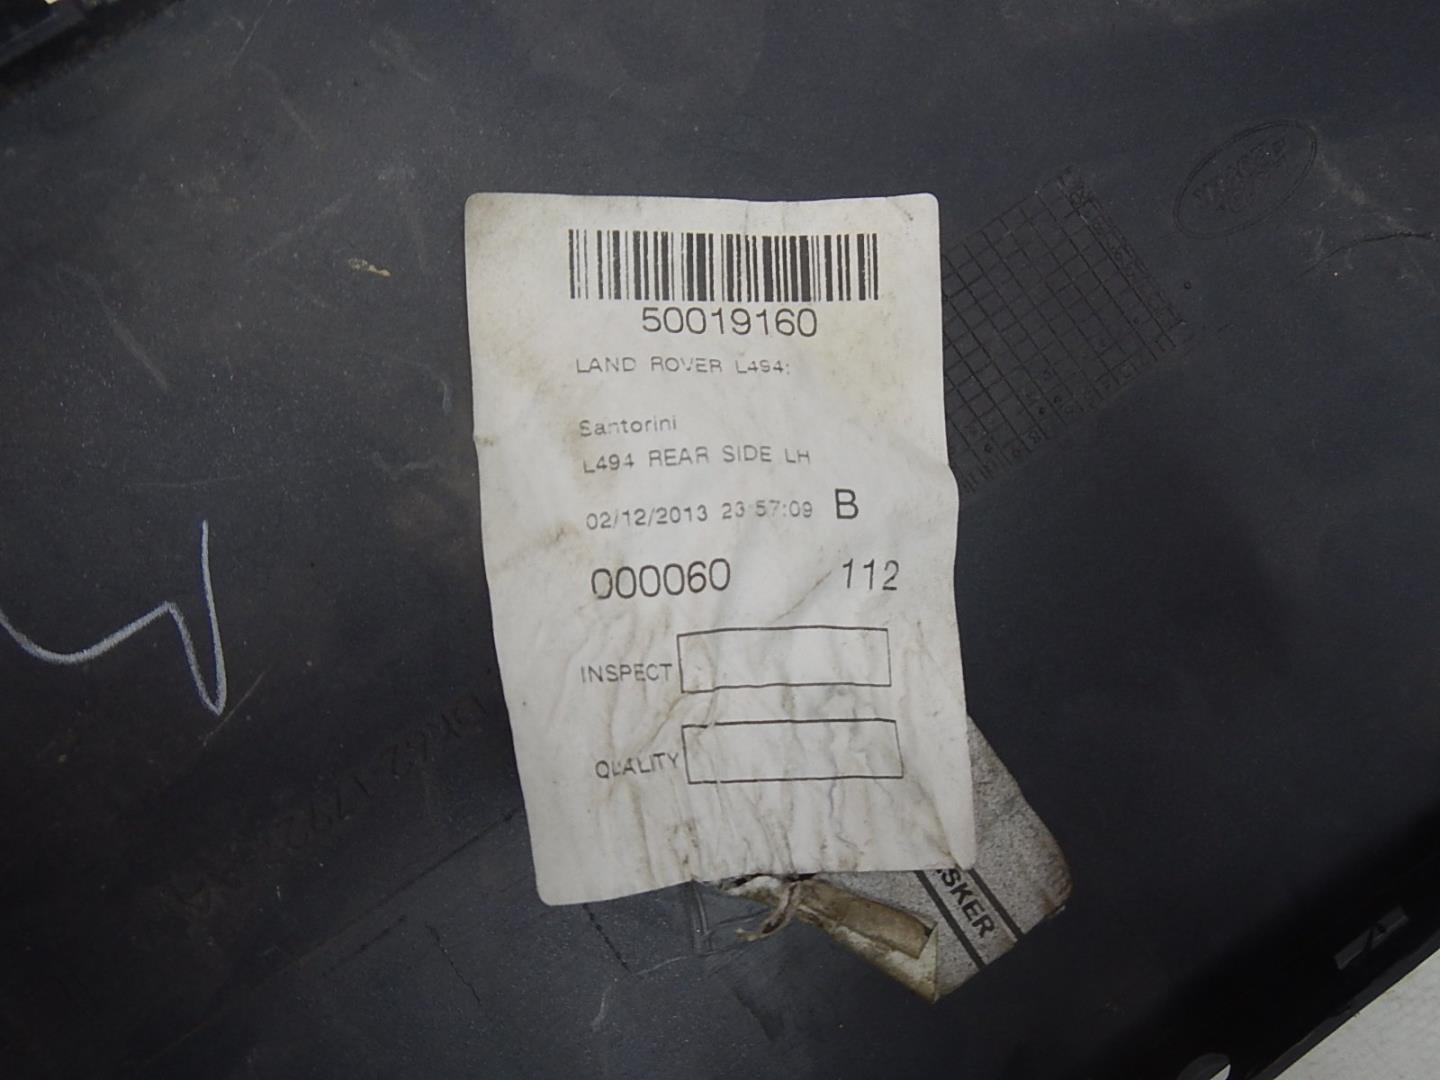 50019160
LAND ROVER L494:
Santorini
L494 REAR SIDE LH
02/12/2013 23:57:09 B
000060 112
INSPECT
QUALITY
SKER